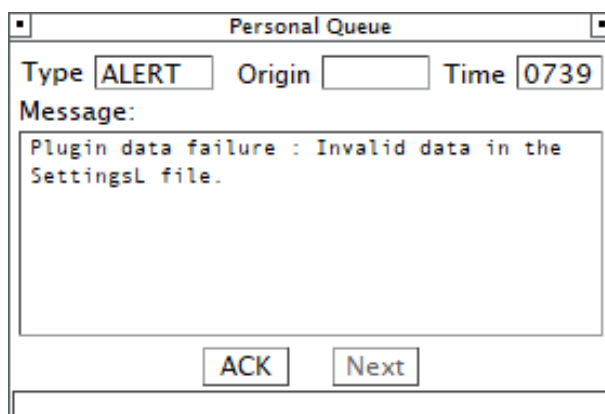 Personal Queue
Type ALERT Origin Time 0739
Message:
Plugin data failure : Invalid data in the
SettingsL file.
ACK Next